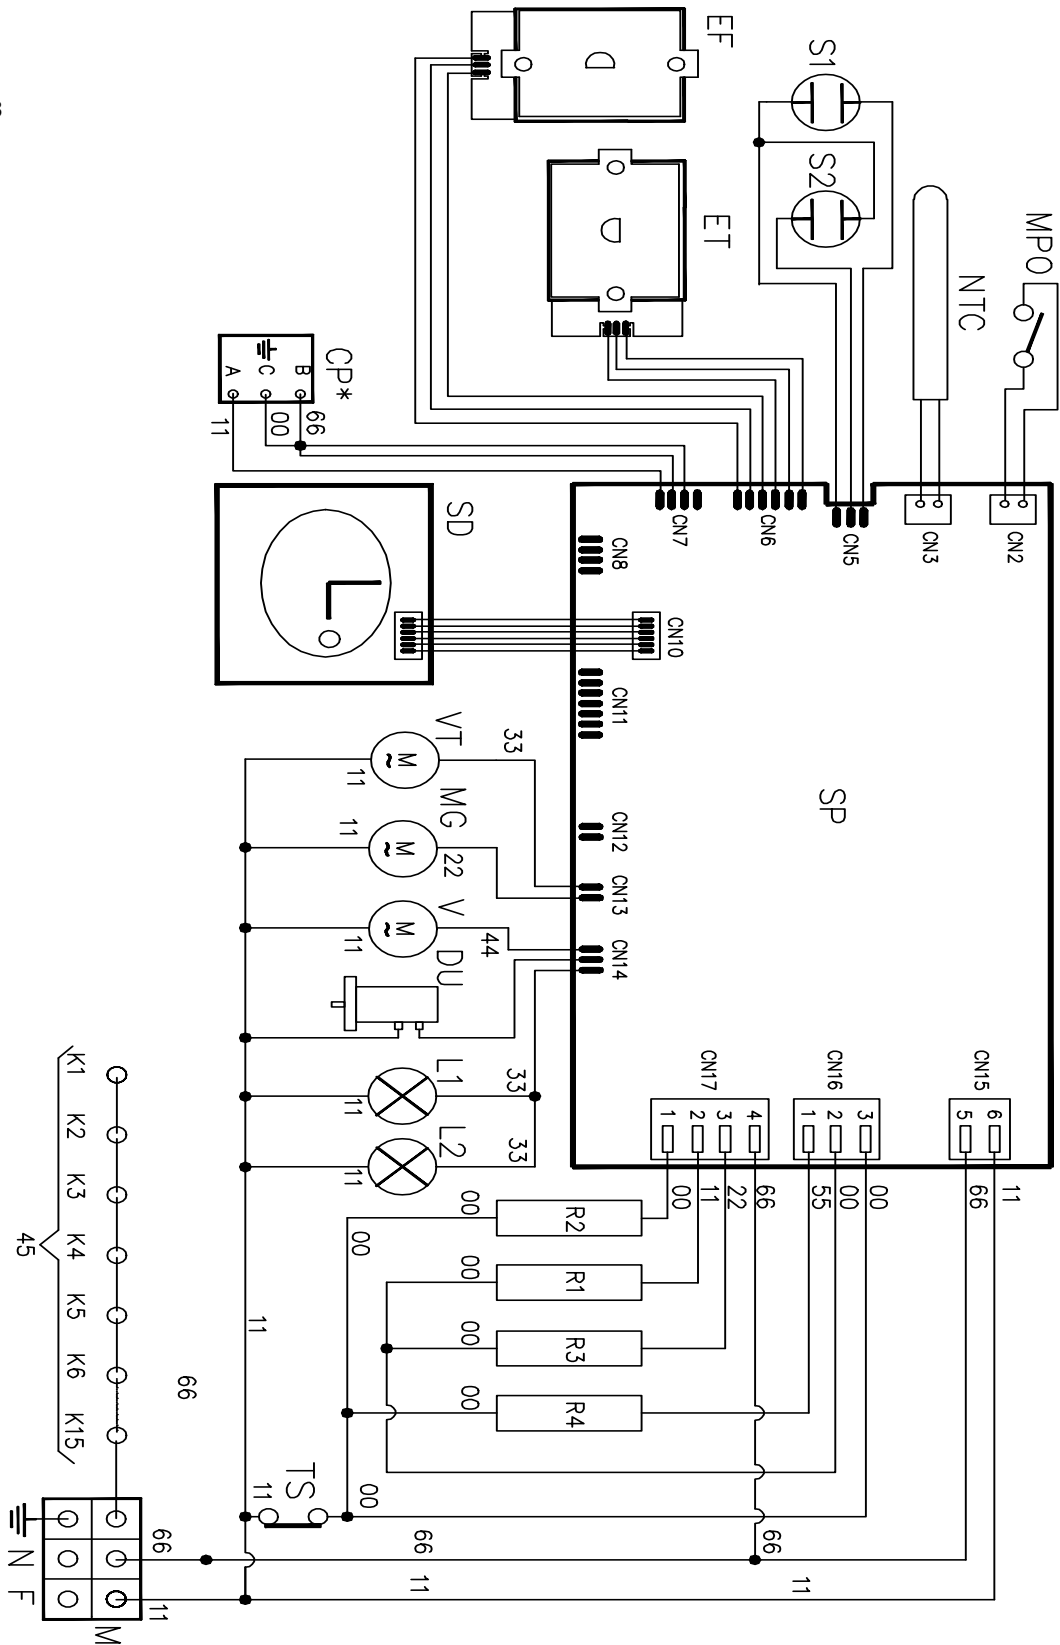 EF
S1
S2
ET
NTC
MPO
CP*
A
C
B
11
00
66
SD
CN7
CN6
CN5
CN3
CN2
CN8
CN10
CN11
SP
CN12
CN13
CN14
VT
33
M
~
11
MG
22
M
~
11
V
44
M
~
11
DU
L1
33
11
L2
33
11
CN17
1
2
3
4
CN16
1
2
3
CN15
5
6
00
11
22
66
55
00
00
66
11
00
R2
00
00
R1
00
R3
00
R4
K1
K2
K3
K4
K5
K6
K15
45
11
66
TS
11
00
66
66
66
11
11
11
N
F
M